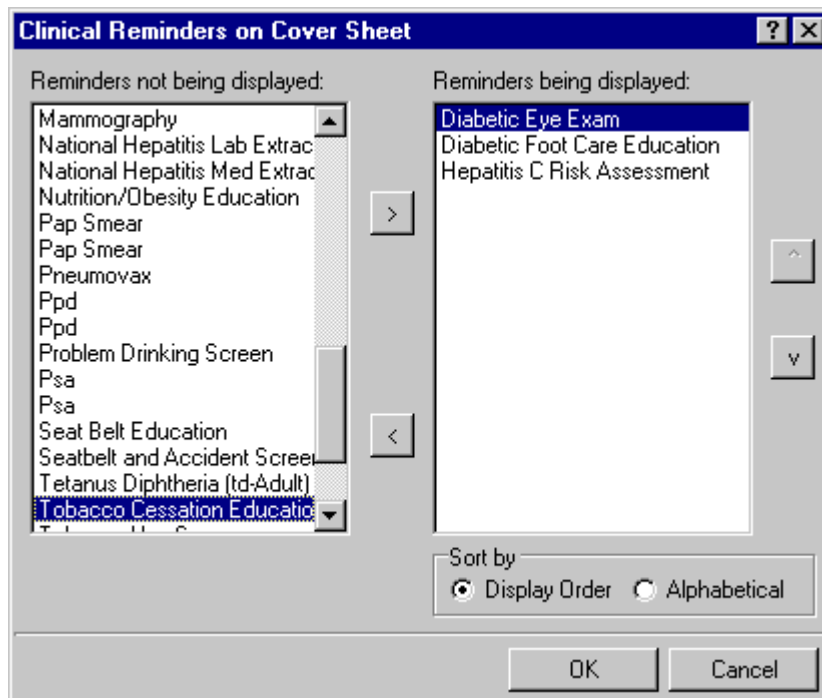 Clinical Reminders on Cover Sheet
? X
Reminders not being displayed:
Mammography
National Hepatitis Lab Extrac
National Hepatitis Med Extrac
Nutrition/Obesity Education
Pap Smear
Pap Smear
Pneumovax
Ppd
Ppd
Problem Drinking Screen
Psa
Psa
Seat Belt Education
Seatbelt and Accident Scree
Tetanus Diphtheria (td-Adult)
Tobacco Cessation Educatio
>
<
Reminders being displayed:
Diabetic Eye Exam
Diabetic Foot Care Education
Hepatitis C Risk Assessment
^
v
Sort by
Display Order Alphabetical
OK Cancel